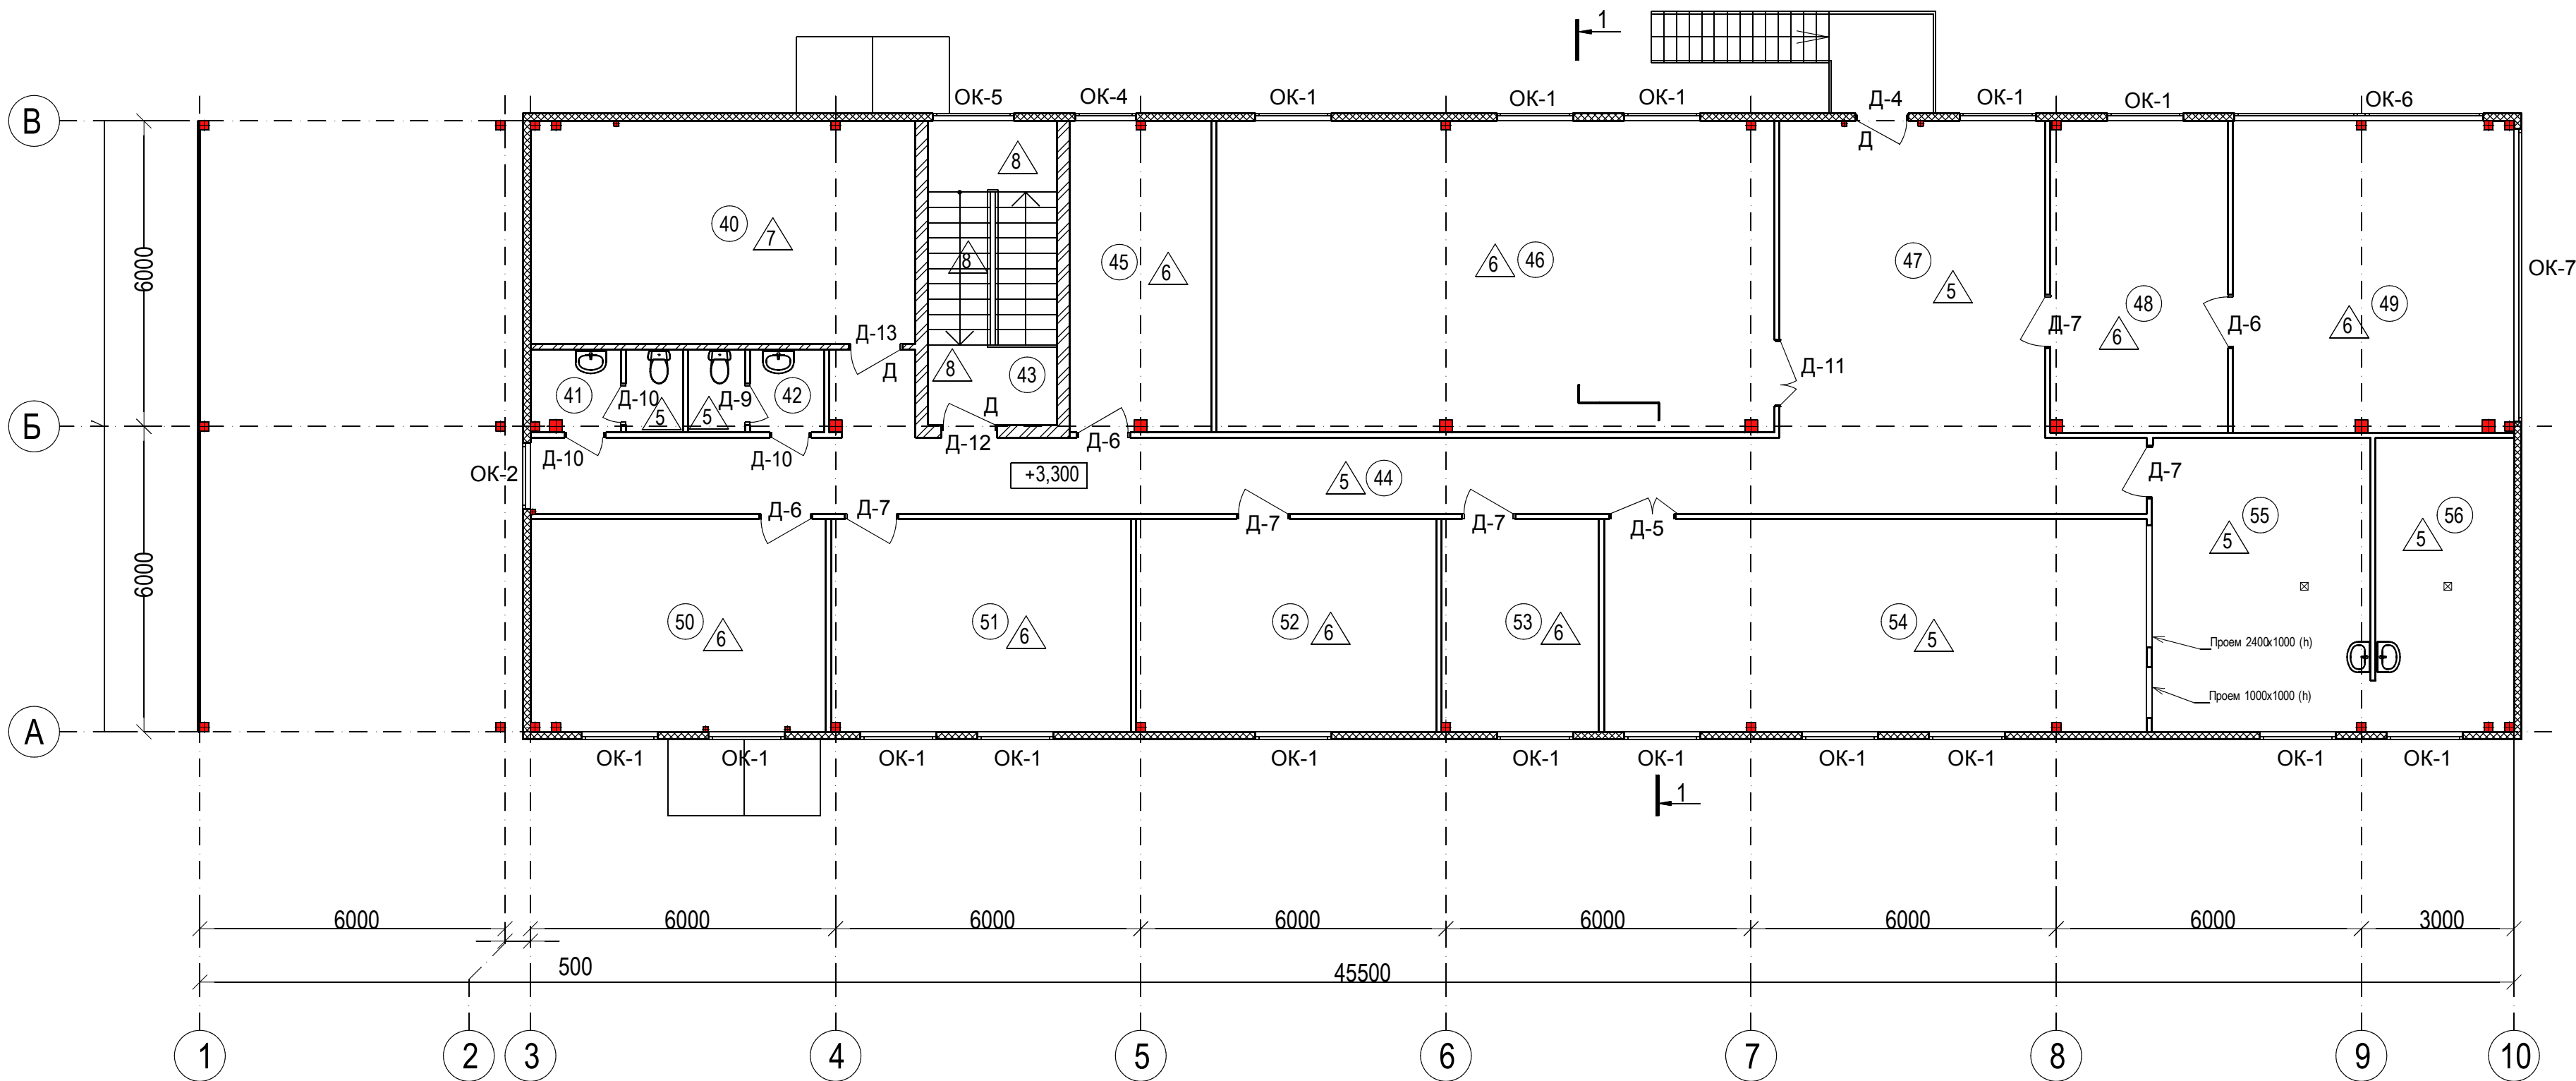 1
ОК-5
ОК-4
ОК-1
ОК-1
ОК-1
Д-4
ОК-1
ОК-1
ОК-6
В
Д
8
40
7
6000
45
6
6
46
47
5
ОК-7
8
48
6
49
6
Д-13
Д-7
Д-6
Д
8
43
Д-11
41
Д-10
5
5
Д-9
42
Д
Б
Д-10
Д-10
Д-12
Д-6
ОК-2
+3,300
5
44
Д-7
Д-6
Д-7
Д-7
Д-7
Д-5
55
5
56
5
6000
50
6
51
6
52
6
53
6
54
5
Проем 2400х1000 (h)
Проем 1000х1000 (h)
А
ОК-1
ОК-1
ОК-1
ОК-1
ОК-1
ОК-1
ОК-1
ОК-1
ОК-1
ОК-1
ОК-1
1
6000
6000
6000
6000
6000
6000
6000
3000
500
45500
1
2
3
4
5
6
7
8
9
10